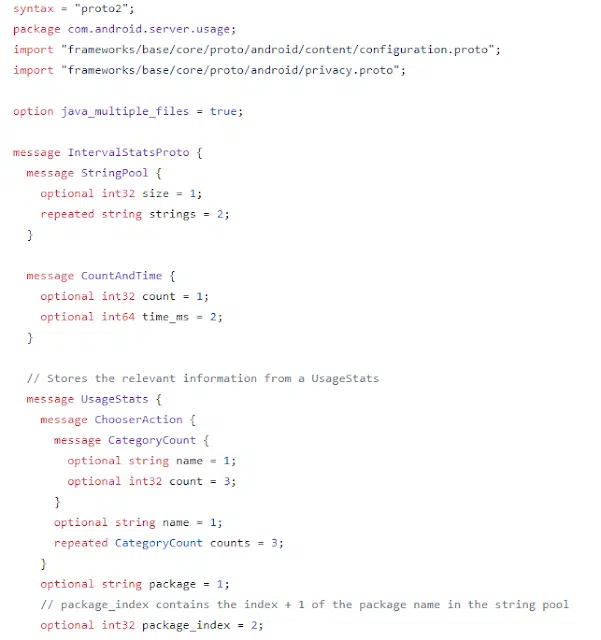 syntax = "proto2";
package com.android.server.usage;
import "frameworks/base/core/proto/android/content/configuration.proto";
import "frameworks/base/core/proto/android/privacy.proto";

option java_multiple_files = true;

message IntervalStatsProto {
  message StringPool {
    optional int32 size = 1;
    repeated string strings = 2;
  }

  message CountAndTime {
    optional int32 count = 1;
    optional int64 time_ms = 2;
  }

  // Stores the relevant information from a UsageStats
  message UsageStats {
    message ChooserAction {
      message CategoryCount {
        optional string name = 1;
        optional int32 count = 3;
      }
      optional string name = 1;
      repeated CategoryCount counts = 3;
    }
    optional string package = 1;
    // package_index contains the index + 1 of the package name in the string pool
    optional int32 package_index = 2;